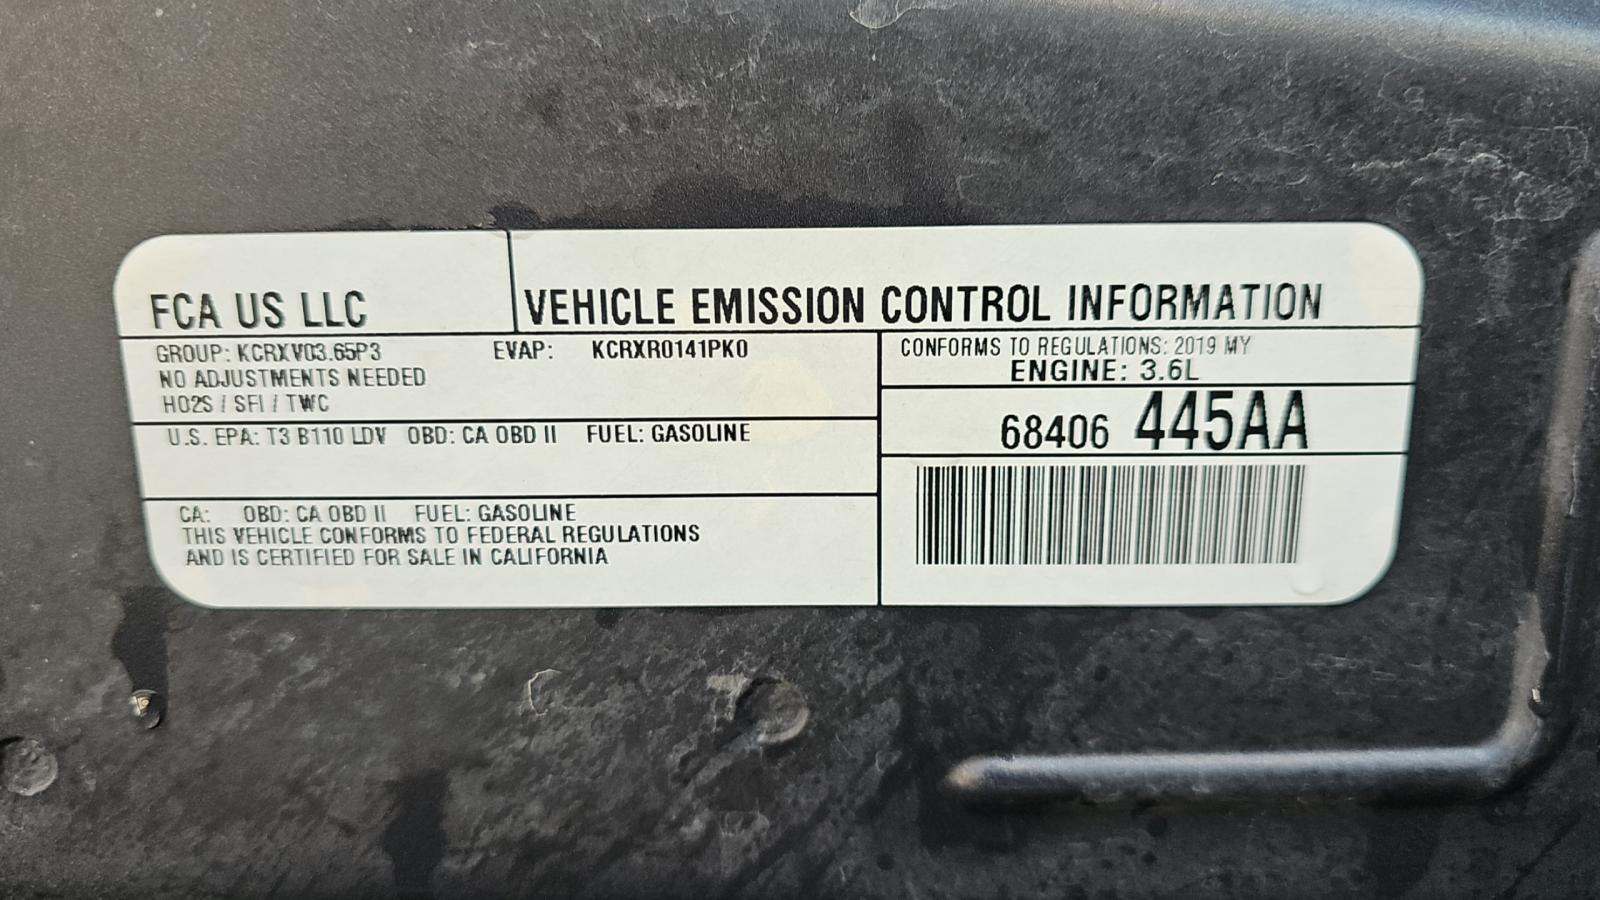 FCA US LLC
VEHICLE EMISSION CONTROL INFORMATION
GROUP: KCRXV03.65P3 EVAP: KCRXR0141PK0
NO ADJUSTMENTS NEEDED
HO2S / SFI / TWC
U.S. EPA: T3 B110 LDV OBD: CA OBD II FUEL: GASOLINE
CA: OBD: CA OBD II FUEL: GASOLINE
THIS VEHICLE CONFORMS TO FEDERAL REGULATIONS
AND IS CERTIFIED FOR SALE IN CALIFORNIA
CONFORMS TO REGULATIONS: 2019 MY
ENGINE: 3.6L
68406 445AA